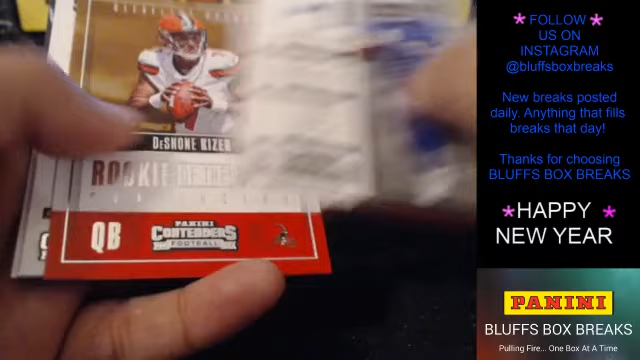 DeSHONE KIZER
ROOKIE OF THE
QB
PANINI
CONTENDERS
FOOTBALL
FOLLOW
US ON
INSTAGRAM
@bluffsboxbreaks
New breaks posted
daily. Anything that fills
breaks that day!
Thanks for choosing
BLUFFS BOX BREAKS
*HAPPY *
NEW YEAR
PANINI
BLUFFS BOX BREAKS
Pulling Fire... One Box At A Time